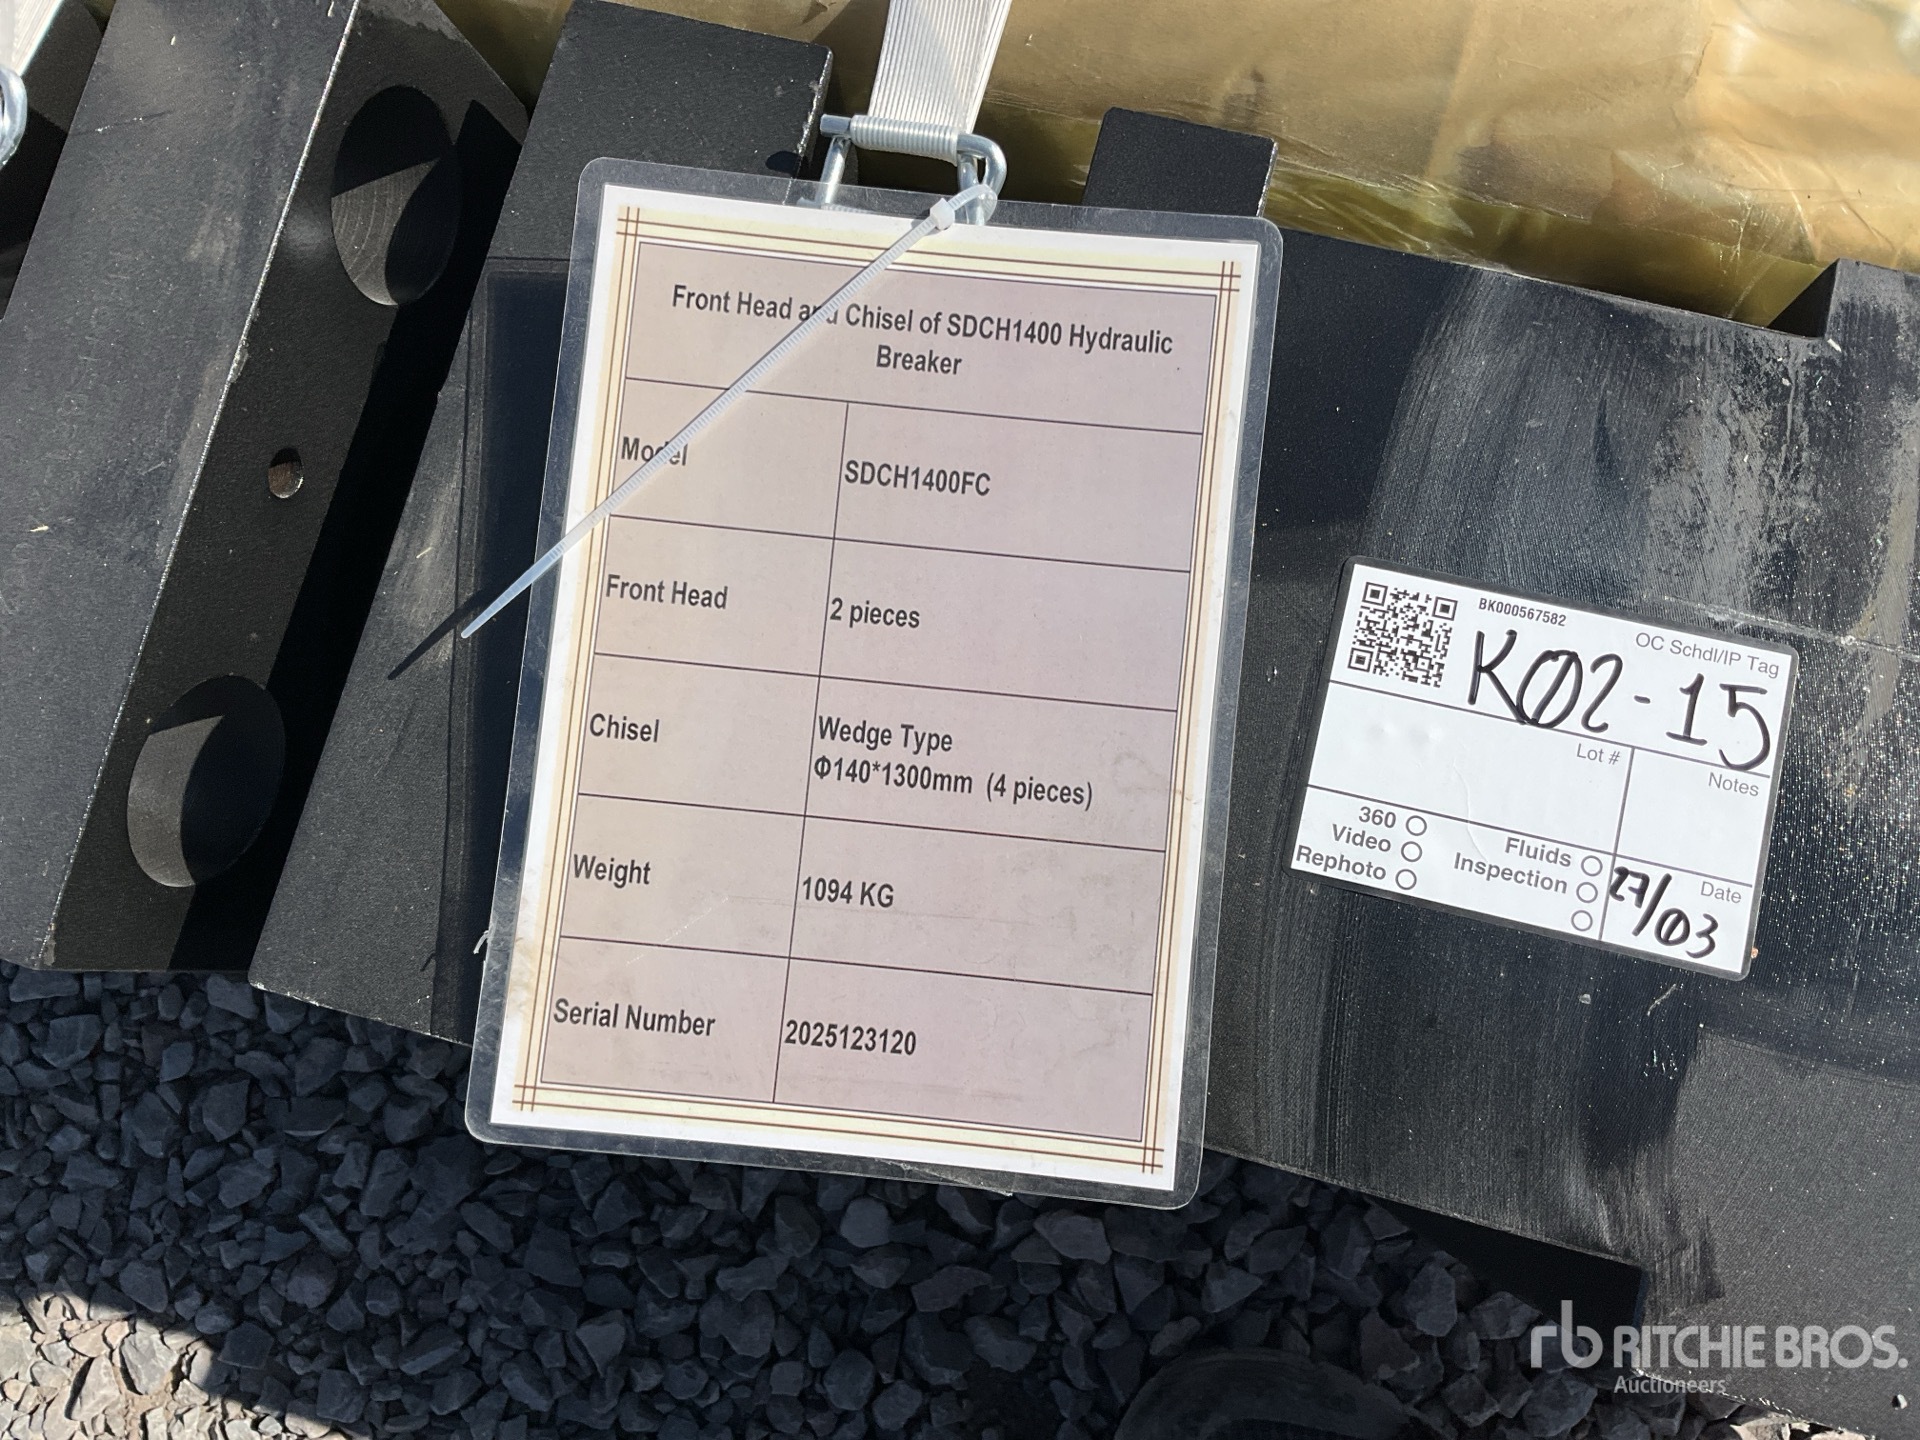 Front Head and Chisel of SDCH1400 Hydraulic
Breaker
Model
SDCH1400FC
Front Head
2 pieces
Chisel
Wedge Type
Φ140*1300mm (4 pieces)
Weight
1094 KG
Serial Number
2025123120
BK000567582
OC Schdl/IP Tag
K02-15
Lot #
Notes
360
Video
Rephoto
Fluids
Inspection
Date
27/03
rb RITCHIE BROS.
Auctioneers